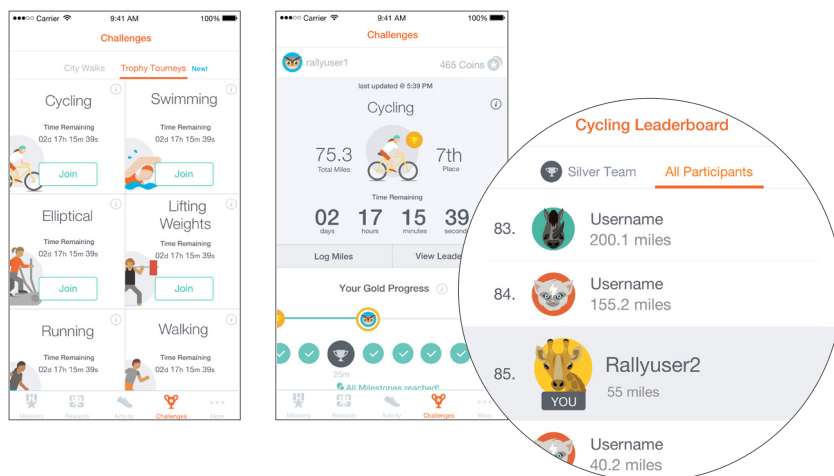 Carrier 9:41 AM 100%
Challenges
City Walks Trophy Tourneys New!
Cycling
Time Remaining
02d 17h 15m 39s
Join
Swimming
Time Remaining
02d 17h 15m 39s
Join
Elliptical
Time Remaining
02d 17h 15m 39s
Join
Lifting
Weights
Time Remaining
02d 17h 15m 39s
Join
Running
Time Remaining
02d 17h 15m 39s
Walking
Time Remaining
02d 17h 15m 39s
Missions Rewards Activity Challenges More
Carrier 9:41 AM 100%
Challenges
rallyuser1 465 Coins
last updated @ 5:39 PM
Cycling
75.3
Total Miles
7th
Place
Time Remaining
02 17 15 39
days hours minutes second
Log Miles View Leade
Your Gold Progress
25m
All Milestones reached!
Missions Rewards Activity Challenges More
Cycling Leaderboard
Silver Team All Participants
83. Username
200.1 miles
84. Username
155.2 miles
85. Rallyuser2
YOU 55 miles
Username
40.2 miles